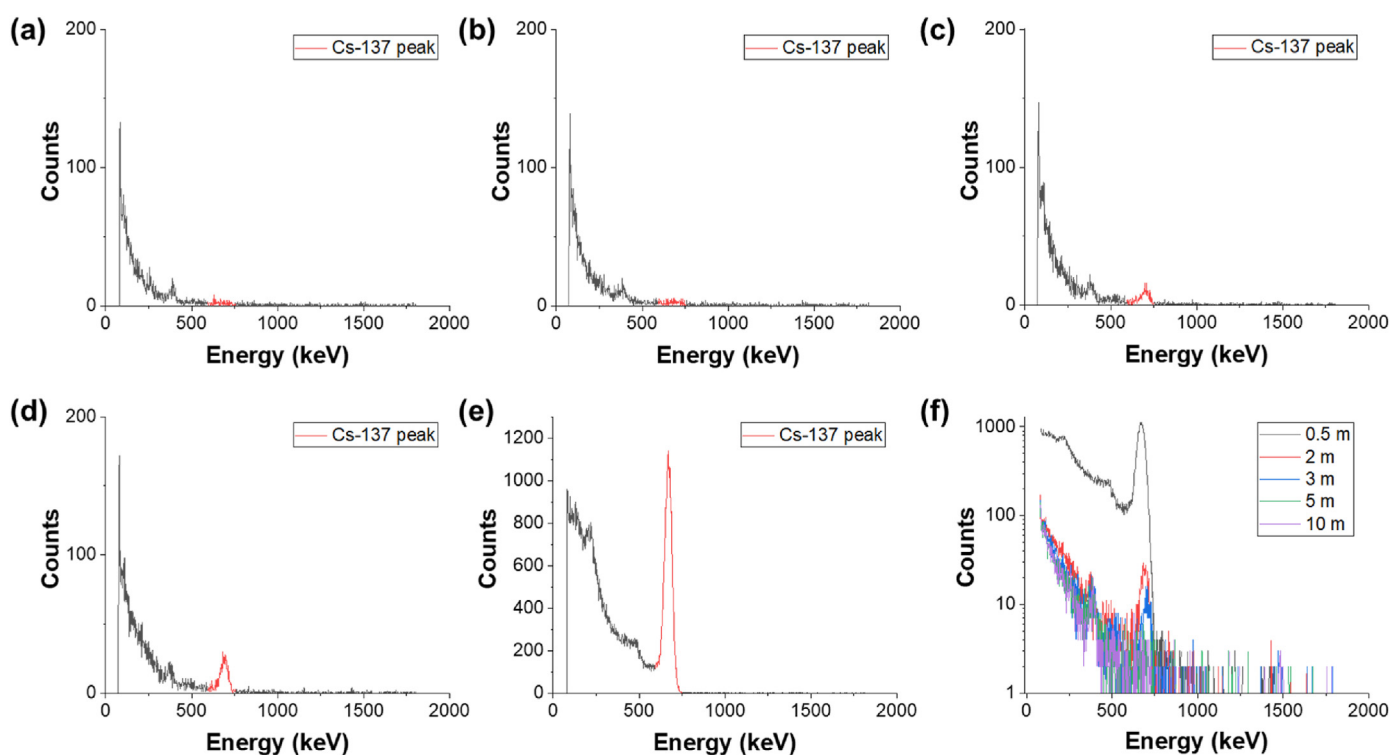 (a)
200
Cs-137 peak
Counts
100
0
0 500 1000 1500 2000
Energy (keV)
(b)
200
Cs-137 peak
Counts
100
0
0 500 1000 1500 2000
Energy (keV)
(c)
200
Cs-137 peak
Counts
100
0
0 500 1000 1500 2000
Energy (keV)
(d)
200
Cs-137 peak
Counts
100
0
0 500 1000 1500 2000
Energy (keV)
(e)
1200
Cs-137 peak
1000
800
Counts
600
400
200
0
0 500 1000 1500 2000
Energy (keV)
(f)
1000
0.5 m
2 m
3 m
5 m
10 m
100
Counts
10
1
0 500 1000 1500 2000
Energy (keV)